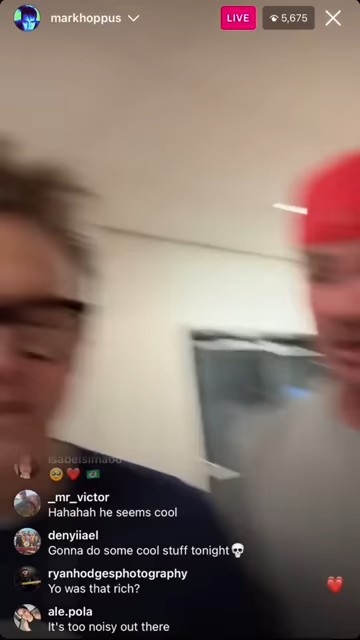 markhoppus
LIVE
5,675
isabelsimaod
_mr_victor
Hahahah he seems cool
denyiiael
Gonna do some cool stuff tonight💀
ryanhodgesphotography
Yo was that rich?
ale.pola
It's too noisy out there